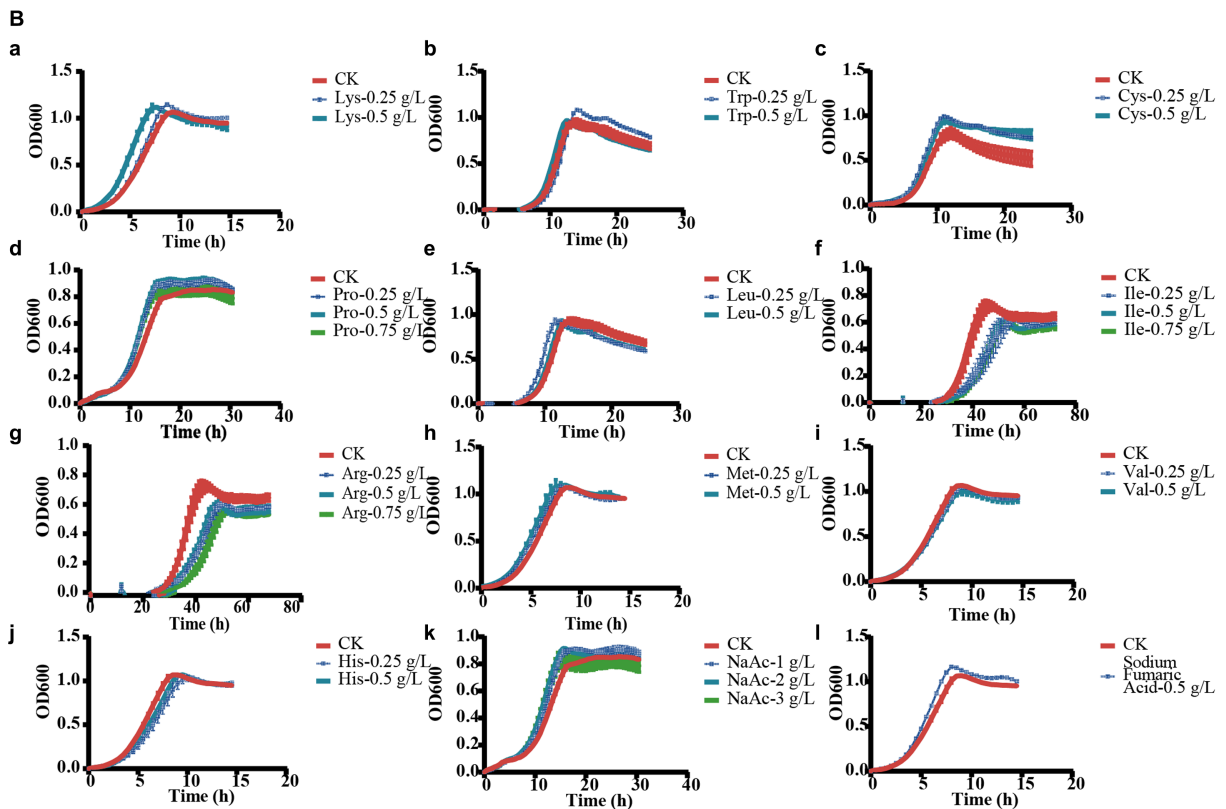 B
a
1.5
1.0
0.5
0.0
OD600
0
5
10
15
20
Time (h)
CK
Lys-0.25 g/L
Lys-0.5 g/L
b
1.5
1.0
0.5
0.0
OD600
0
10
20
30
Time (h)
CK
Trp-0.25 g/L
Trp-0.5 g/L
c
1.5
1.0
0.5
0.0
OD600
0
10
20
30
Time (h)
CK
Cys-0.25 g/L
Cys-0.5 g/L
d
1.0
0.8
0.6
0.4
0.2
0.0
OD600
0
10
20
30
40
Time (h)
CK
Pro-0.25 g/L
Pro-0.5 g/L
Pro-0.75 g/L
e
1.5
1.0
0.5
0.0
OD600
0
10
20
30
Time (h)
CK
Leu-0.25 g/L
Leu-0.5 g/L
f
1.0
0.8
0.6
0.4
0.2
0.0
OD600
0
20
40
60
80
Time (h)
CK
Ile-0.25 g/L
Ile-0.5 g/L
Ile-0.75 g/L
g
1.0
0.8
0.6
0.4
0.2
0.0
OD600
0
20
40
60
80
Time (h)
CK
Arg-0.25 g/L
Arg-0.5 g/L
Arg-0.75 g/L
h
1.5
1.0
0.5
0.0
OD600
0
5
10
15
20
Time (h)
CK
Met-0.25 g/L
Met-0.5 g/L
i
1.5
1.0
0.5
0.0
OD600
0
5
10
15
20
Time (h)
CK
Val-0.25 g/L
Val-0.5 g/L
j
1.5
1.0
0.5
0.0
OD600
0
5
10
15
20
Time (h)
CK
His-0.25 g/L
His-0.5 g/L
k
1.0
0.8
0.6
0.4
0.2
0.0
OD600
0
10
20
30
40
Time (h)
CK
NaAc-1 g/L
NaAc-2 g/L
NaAc-3 g/L
l
1.5
1.0
0.5
0.0
OD600
0
5
10
15
20
Time (h)
CK
Sodium
Fumaric
Acid-0.5 g/L